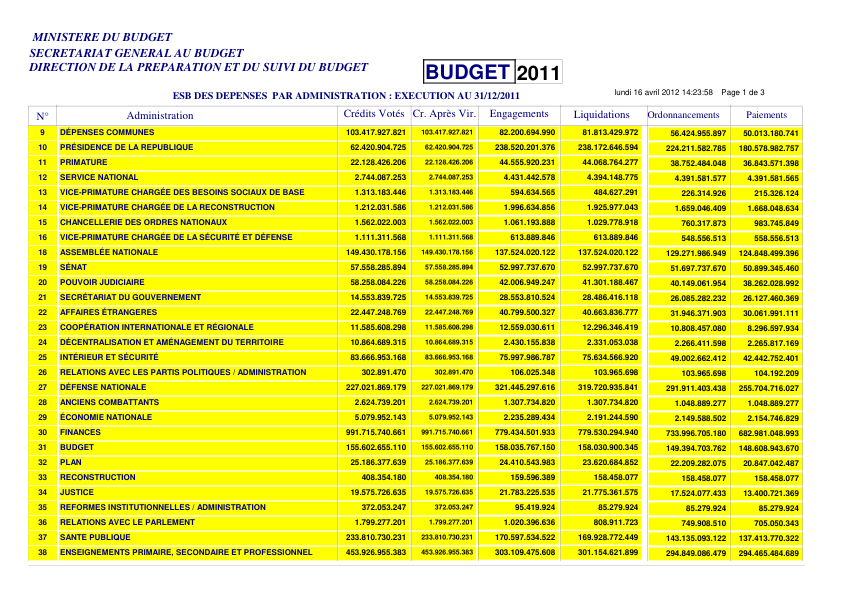 MINISTERE DU BUDGET
SECRETARIAT GENERAL AU BUDGET
DIRECTION DE LA PREPARATION ET DU SUIVI DU BUDGET
BUDGET 2011
ESB DES DEPENSES PAR ADMINISTRATION : EXECUTION AU 31/12/2011
lundi 16 avril 2012 14:23:58 Page 1 de 3
N° Administration Crédits Votés Cr. Après Vir. Engagements Liquidations Ordonnancements Paiements
9 DÉPENSES COMMUNES 103.417.927.821 103.417.927.821 82.200.694.990 81.813.429.972 56.424.955.897 50.013.180.741
10 PRÉSIDENCE DE LA REPUBLIQUE 62.420.904.725 62.420.904.725 238.520.201.376 238.172.646.594 224.211.582.785 180.578.982.757
11 PRIMATURE 22.128.426.206 22.128.426.206 44.555.920.231 44.068.764.277 38.752.484.048 36.843.571.398
12 SERVICE NATIONAL 2.744.087.253 2.744.087.253 4.431.442.578 4.394.148.775 4.391.581.577 4.391.581.565
13 VICE-PRIMATURE CHARGÉE DES BESOINS SOCIAUX DE BASE 1.313.183.446 1.313.183.446 594.634.565 484.627.291 226.314.926 215.326.124
14 VICE-PRIMATURE CHARGÉE DE LA RECONSTRUCTION 1.212.031.586 1.212.031.586 1.996.634.856 1.925.977.043 1.659.046.409 1.668.048.634
15 CHANCELLERIE DES ORDRES NATIONAUX 1.562.022.003 1.562.022.003 1.061.193.888 1.029.778.918 760.317.873 983.745.849
16 VICE-PRIMATURE CHARGÉE DE LA SÉCURITÉ ET DÉFENSE 1.111.311.568 1.111.311.568 613.889.846 613.889.846 548.556.513 558.556.513
18 ASSEMBLÉE NATIONALE 149.430.178.156 149.430.178.156 137.524.020.122 137.524.020.122 129.271.986.949 124.848.499.396
19 SÉNAT 57.558.285.894 57.558.285.894 52.997.737.670 52.997.737.670 51.697.737.670 50.899.345.460
20 POUVOIR JUDICIAIRE 58.258.084.226 58.258.084.226 42.006.949.247 41.301.188.467 40.149.061.954 38.262.028.992
21 SECRÉTARIAT DU GOUVERNEMENT 14.553.839.725 14.553.839.725 28.553.810.524 28.486.416.118 26.085.282.232 26.127.460.369
22 AFFAIRES ÉTRANGERES 22.447.248.769 22.447.248.769 40.799.500.327 40.663.836.777 31.946.371.903 30.061.991.111
23 COOPÉRATION INTERNATIONALE ET RÉGIONALE 11.585.608.298 11.585.608.298 12.559.030.611 12.296.346.419 10.808.457.080 8.296.597.934
24 DÉCENTRALISATION ET AMÉNAGEMENT DU TERRITOIRE 10.864.689.315 10.864.689.315 2.430.155.838 2.331.053.038 2.266.411.598 2.265.817.169
25 INTÉRIEUR ET SÉCURITÉ 83.666.953.168 83.666.953.168 75.997.986.787 75.634.566.920 49.002.662.412 42.442.752.401
26 RELATIONS AVEC LES PARTIS POLITIQUES / ADMINISTRATION 302.891.470 302.891.470 106.025.348 103.965.698 103.965.698 104.192.209
27 DÉFENSE NATIONALE 227.021.869.179 227.021.869.179 321.445.297.616 319.720.935.841 291.911.403.438 255.704.716.027
28 ANCIENS COMBATTANTS 2.624.739.201 2.624.739.201 1.307.734.820 1.307.734.820 1.048.889.277 1.048.889.277
29 ÉCONOMIE NATIONALE 5.079.952.143 5.079.952.143 2.235.289.434 2.191.244.590 2.149.588.502 2.154.746.829
30 FINANCES 991.715.740.661 991.715.740.661 779.434.501.933 779.530.294.940 733.996.705.180 682.981.048.993
31 BUDGET 155.602.655.110 155.602.655.110 158.035.767.150 158.030.900.345 149.394.703.762 148.608.943.670
32 PLAN 25.186.377.639 25.186.377.639 24.410.543.983 23.620.684.852 22.209.282.075 20.847.042.487
33 RECONSTRUCTION 408.354.180 408.354.180 159.596.389 158.458.077 158.458.077 158.458.077
34 JUSTICE 19.575.726.635 19.575.726.635 21.783.225.535 21.775.361.575 17.524.077.433 13.400.721.369
35 REFORMES INSTITUTIONNELLES / ADMINISTRATION 372.053.247 372.053.247 95.419.924 85.279.924 85.279.924 85.279.924
36 RELATIONS AVEC LE PARLEMENT 1.799.277.201 1.799.277.201 1.020.396.636 808.911.723 749.908.510 705.050.343
37 SANTE PUBLIQUE 233.810.730.231 233.810.730.231 170.597.534.522 169.928.772.449 143.135.093.122 137.413.770.322
38 ENSEIGNEMENTS PRIMAIRE, SECONDAIRE ET PROFESSIONNEL 453.926.955.383 453.926.955.383 303.109.475.608 301.154.621.899 294.849.086.479 294.465.484.689